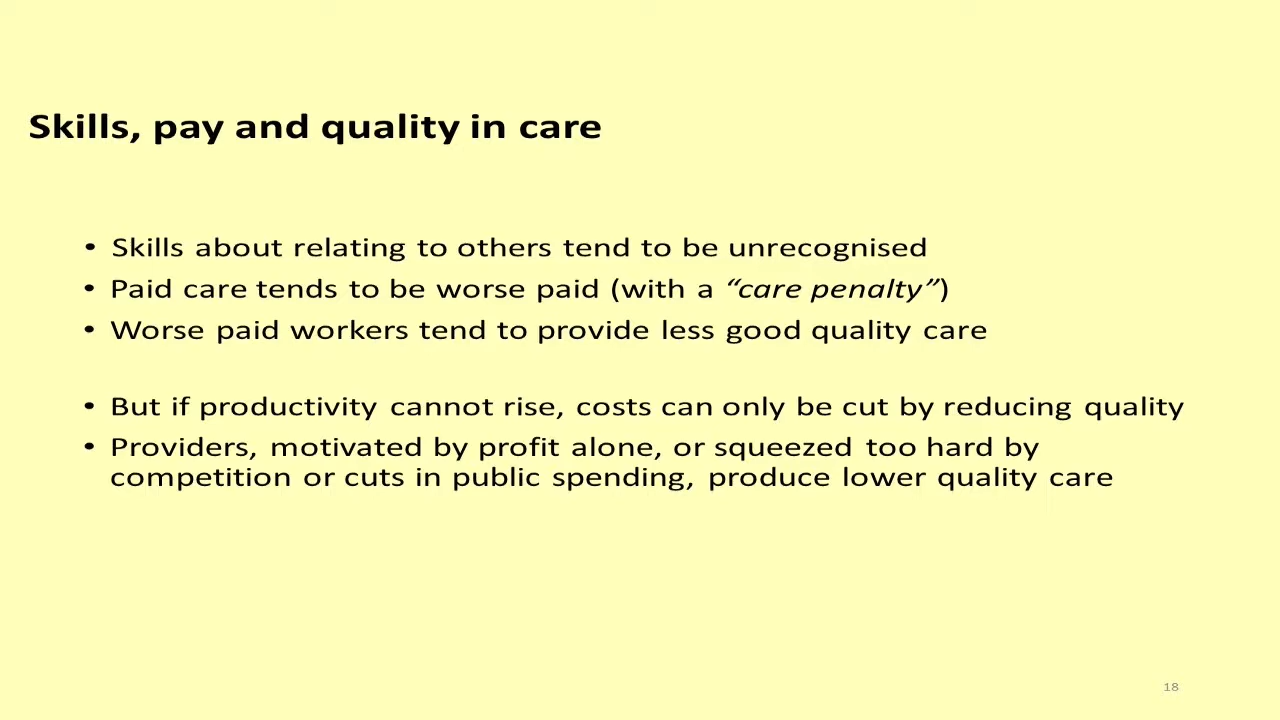 Skills, pay and quality in care
• Skills about relating to others tend to be unrecognised
• Paid care tends to be worse paid (with a “care penalty”)
• Worse paid workers tend to provide less good quality care
• But if productivity cannot rise, costs can only be cut by reducing quality
• Providers, motivated by profit alone, or squeezed too hard by
competition or cuts in public spending, produce lower quality care
18